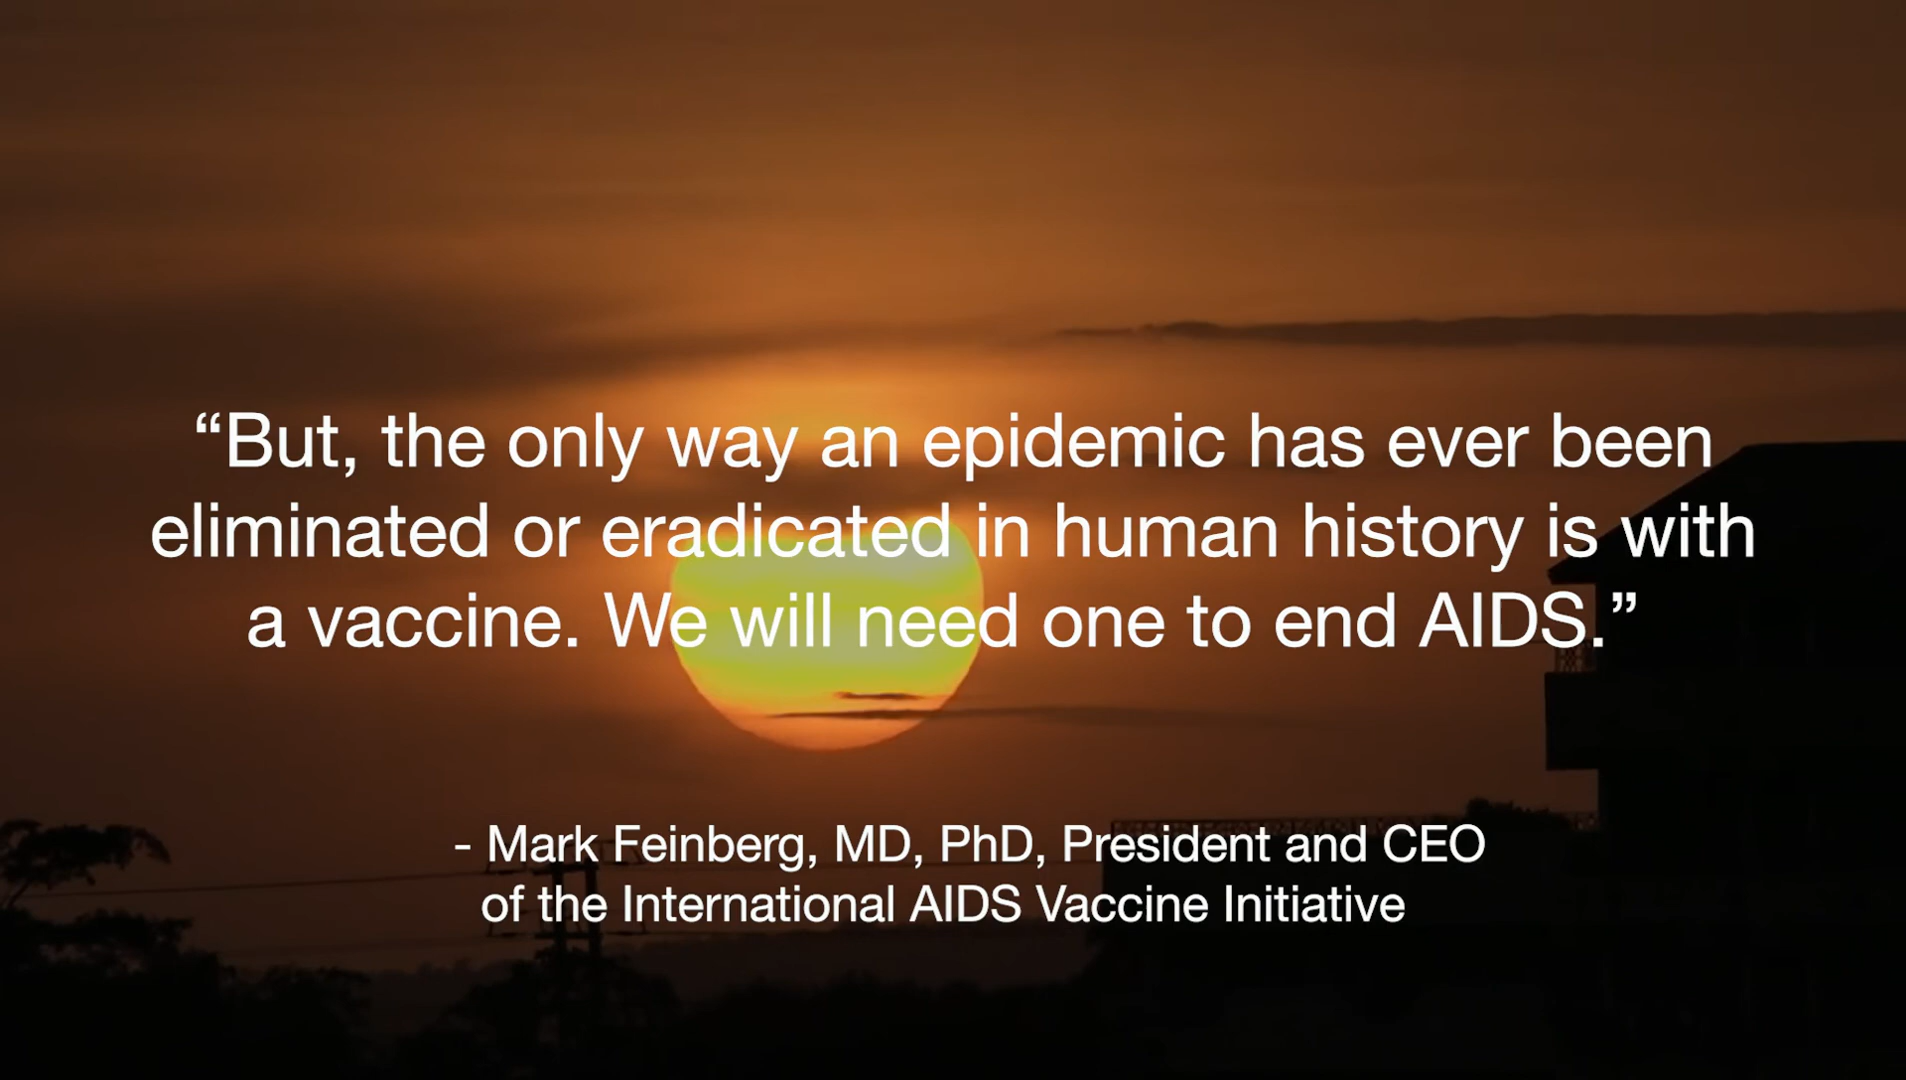 “But, the only way an epidemic has ever been
eliminated or eradicated in human history is with
a vaccine. We will need one to end AIDS.”
- Mark Feinberg, MD, PhD, President and CEO
of the International AIDS Vaccine Initiative